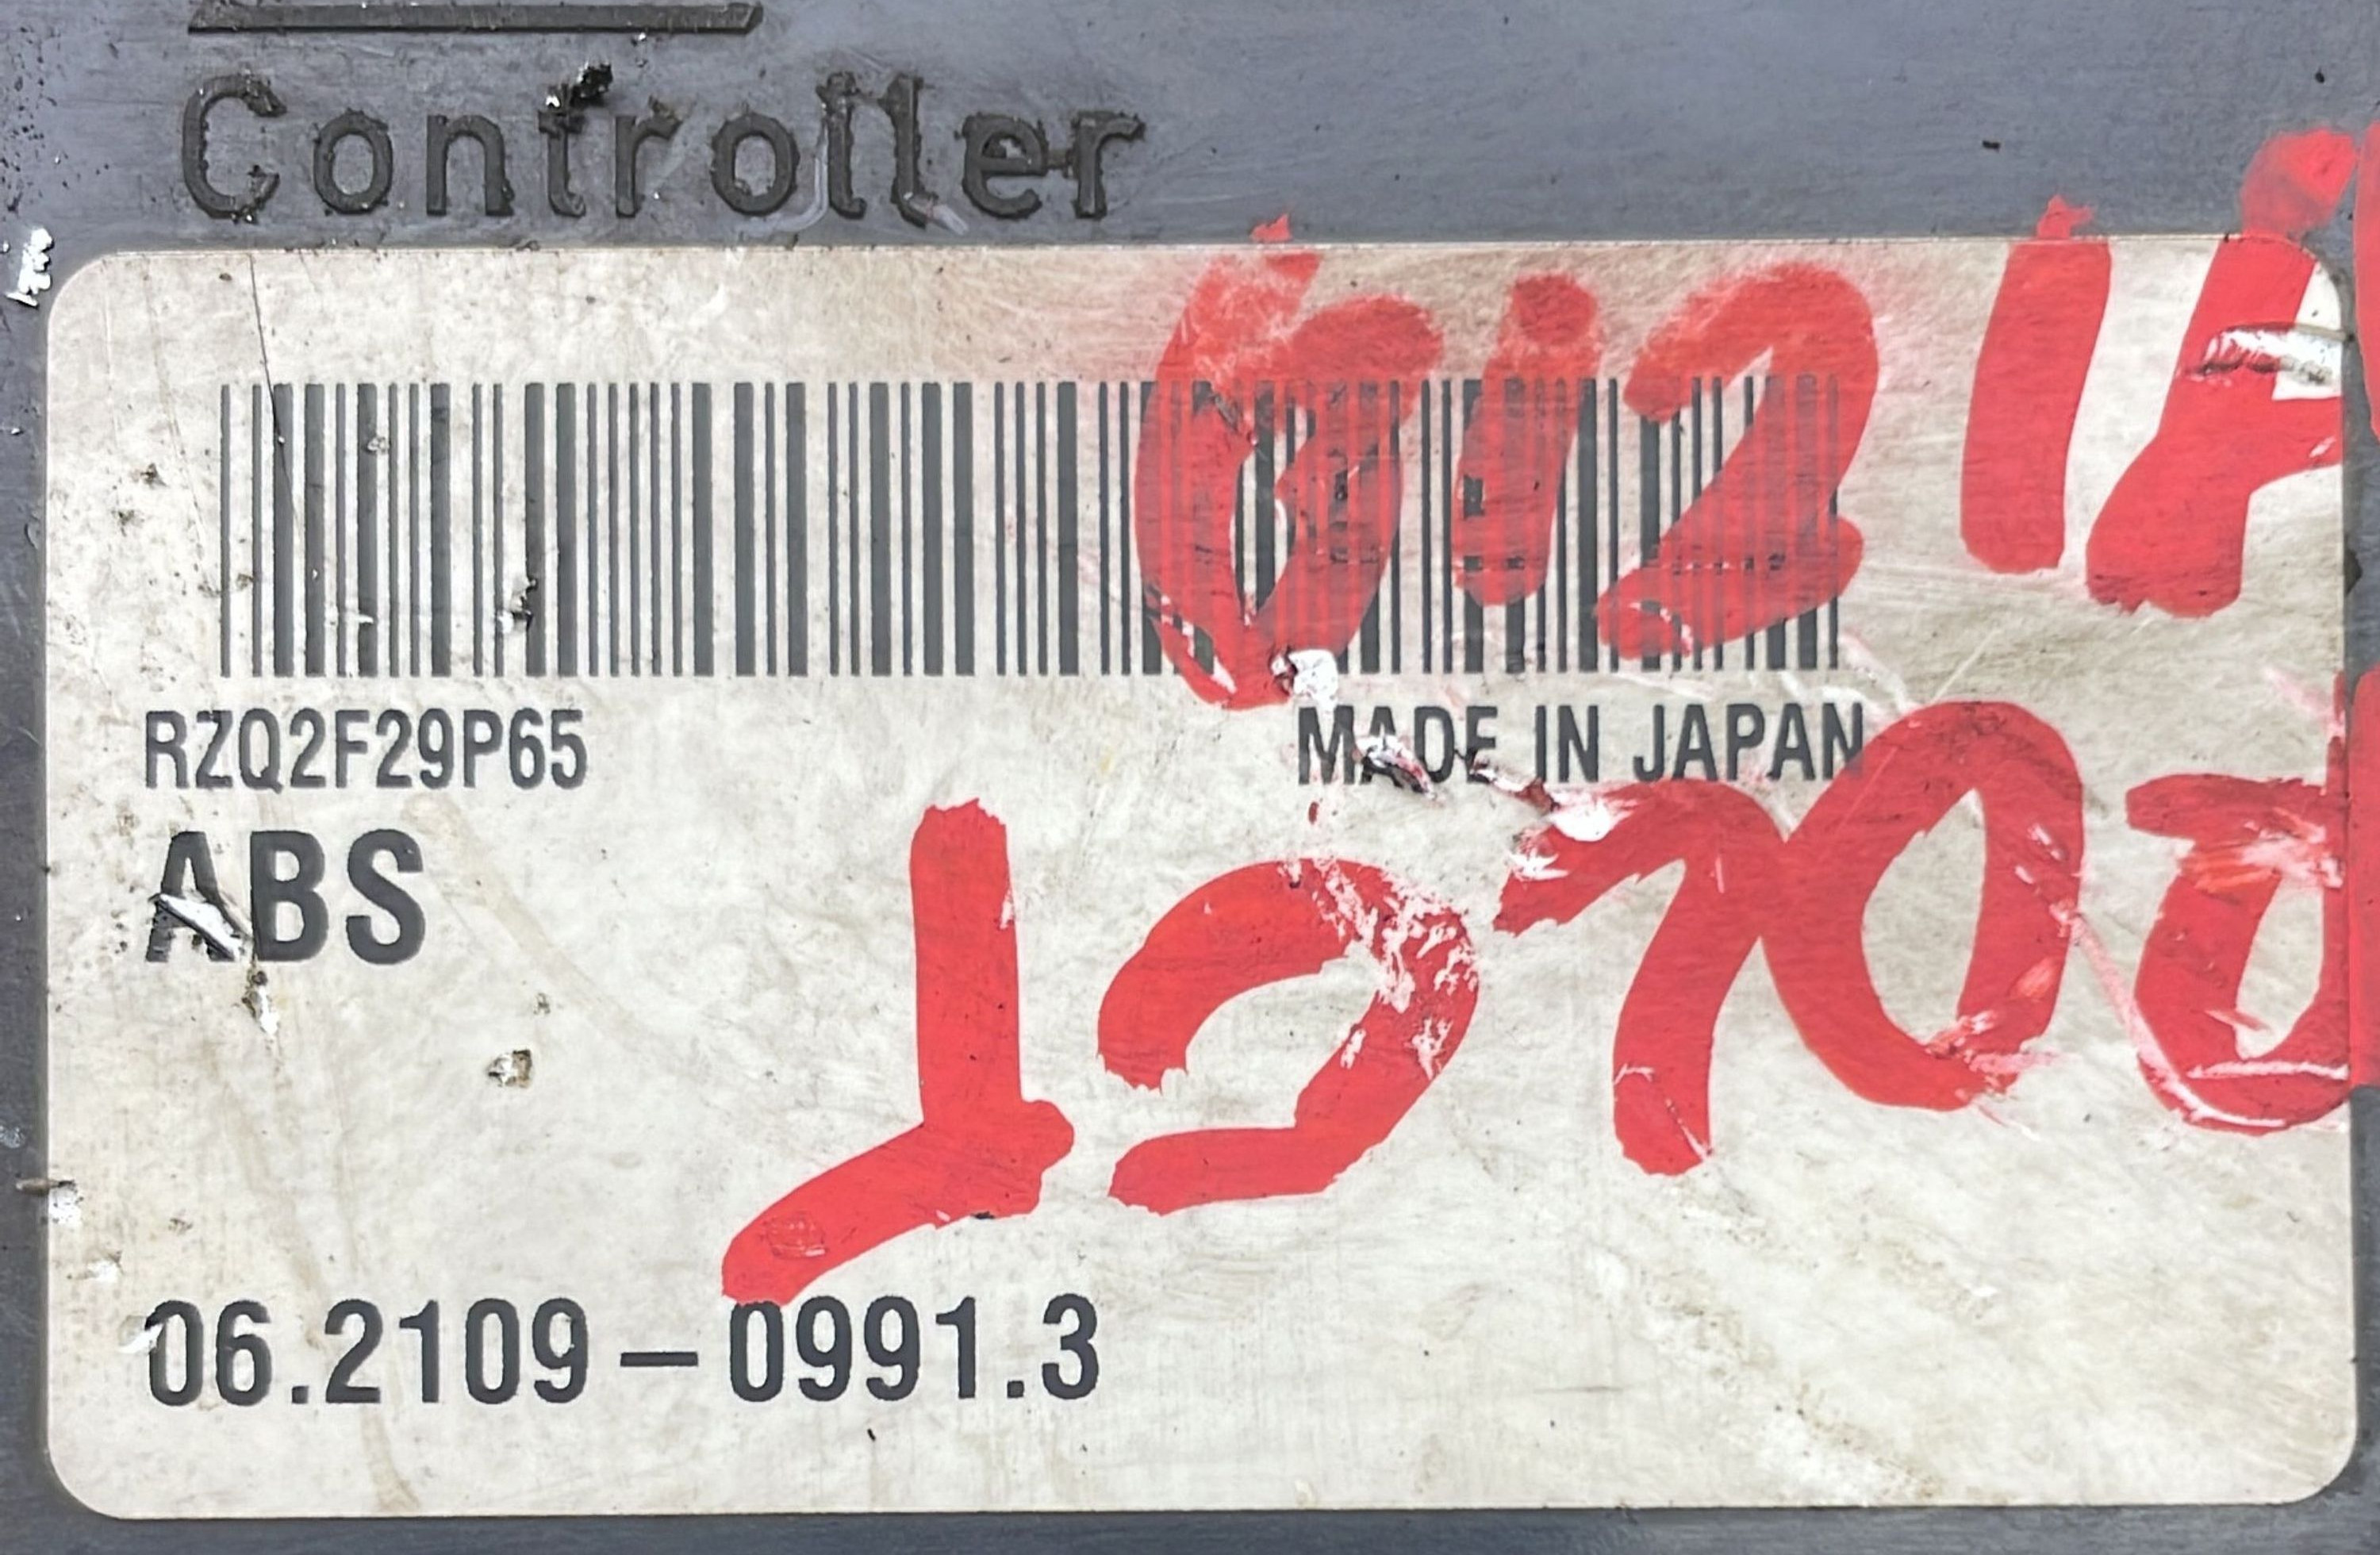 Controller
RZQ2F29P65
MADE IN JAPAN
ABS
06.2109-0991.3